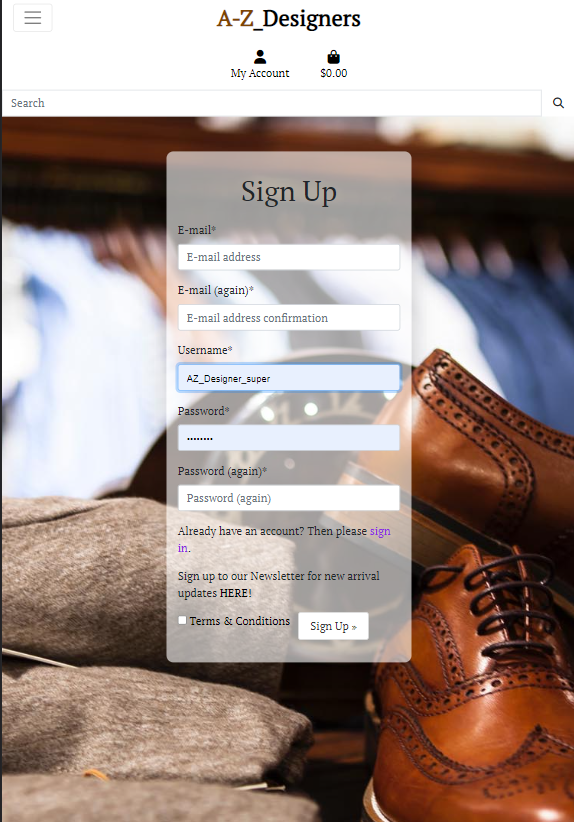 A-Z_Designers
My Account
$0.00
Search
Sign Up
E-mail*
E-mail address
E-mail (again)*
E-mail address confirmation
Username*
AZ_Designer_super
Password*
••••••••
Password (again)*
Password (again)
Already have an account? Then please sign
in.
Sign up to our Newsletter for new arrival
updates HERE!
Terms & Conditions
Sign Up »